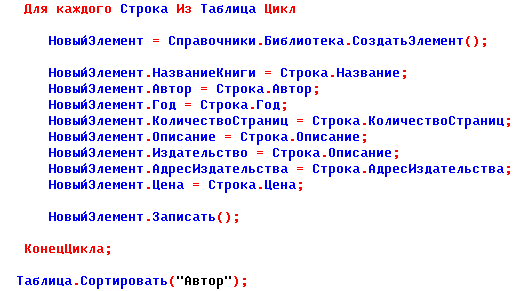 Для каждого Строка Из Таблица Цикл
НовыйЭлемент = Справочники.Библиотека.СоздатьЭлемент();
НовыйЭлемент.НазваниеКниги = Строка.Название;
НовыйЭлемент.Автор = Строка.Автор;
НовыйЭлемент.Год = Строка.Год;
НовыйЭлемент.КоличествоСтраниц = Строка.КоличествоСтраниц;
НовыйЭлемент.Описание = Строка.Описание;
НовыйЭлемент.Издательство = Строка.Описание;
НовыйЭлемент.АдресИздательства = Строка.АдресИздательства;
НовыйЭлемент.Цена = Строка.Цена;
НовыйЭлемент.Записать();
КонецЦикла;
Таблица.Сортировать("Автор");